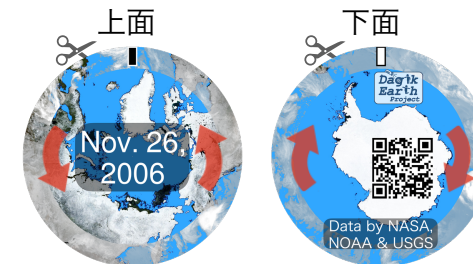 上面
下面
Dagik
Earth
Project
Nov. 26,
2006
Data by NASA,
NOAA & USGS